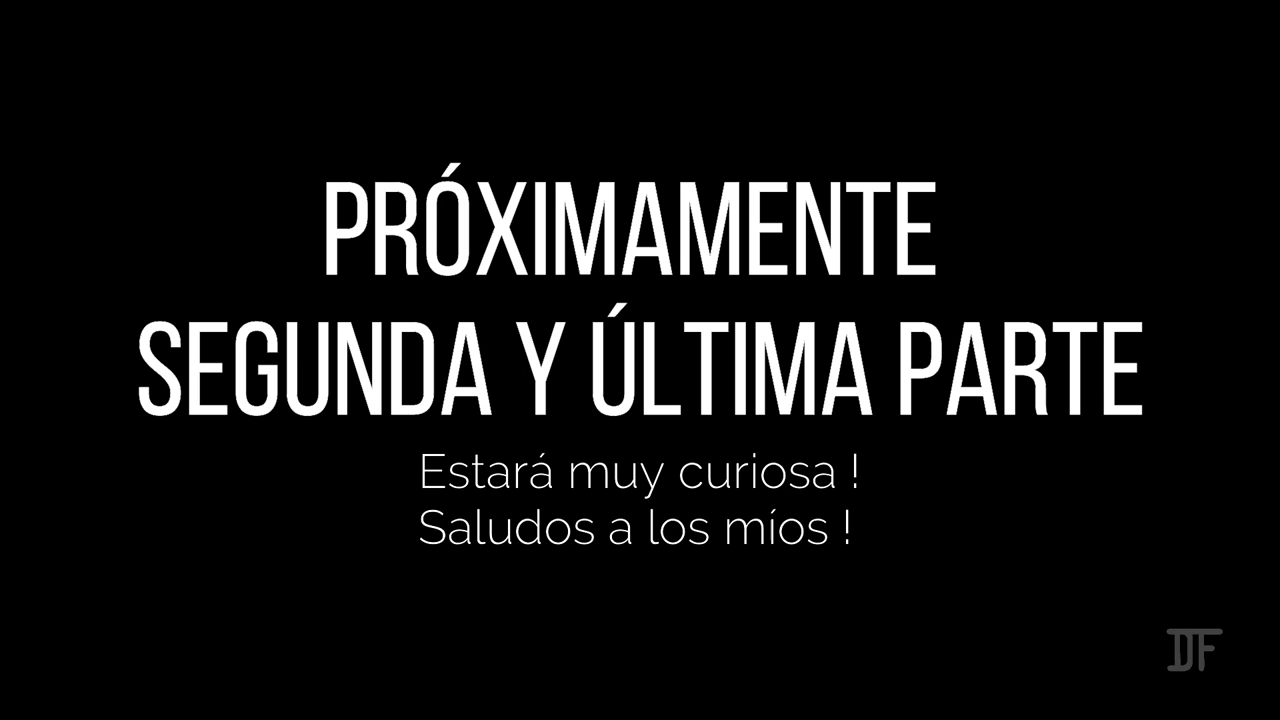 PRÓXIMAMENTE
SEGUNDA Y ÚLTIMA PARTE
Estará muy curiosa !
Saludos a los míos !
DF